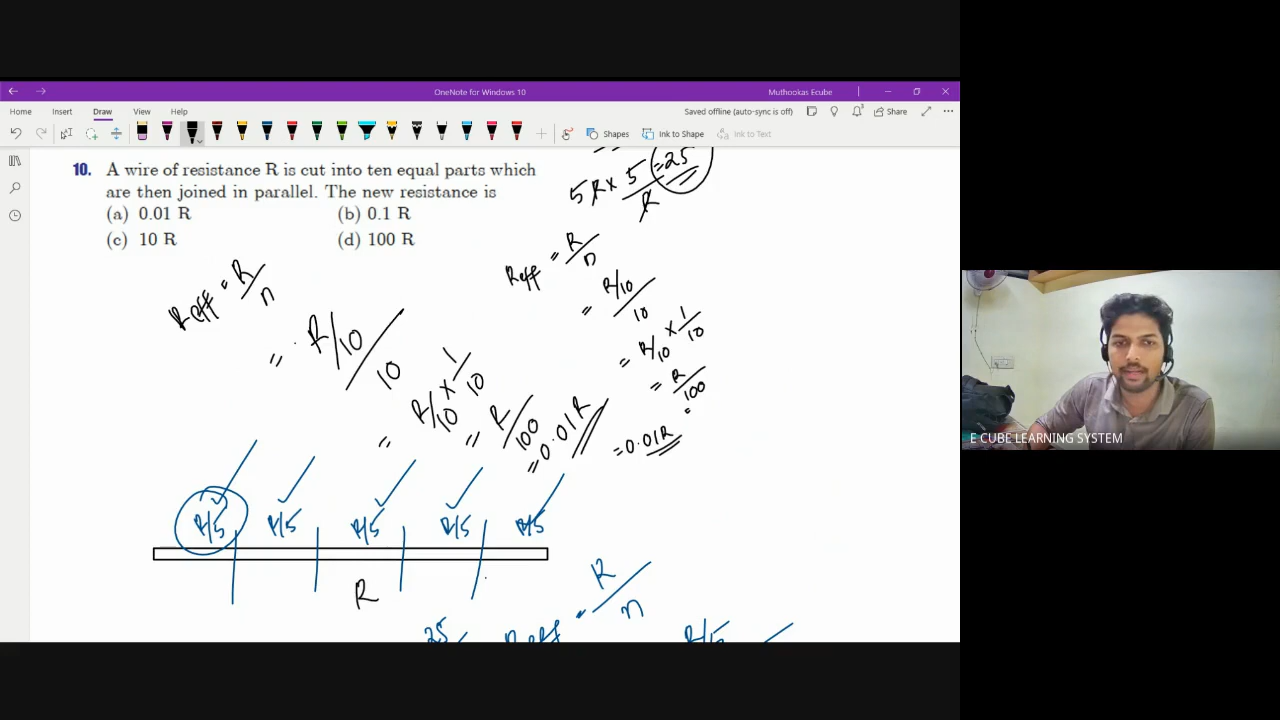 OneNote for Windows 10
Muthookas Ecube
Home Insert Draw View Help
Saved offline (auto-sync is off)
Share
Shapes
Ink to Shape
Ink to Text
10. A wire of resistance R is cut into ten equal parts which
are then joined in parallel. The new resistance is
(a) 0.01 R (b) 0.1 R
(c) 10 R (d) 100 R
5R × 5/R = 25
Reff = R/n
= R/10/10
= R/10 × 1/10
= R/100
= 0.01R
Reff = R/n
= R/10/10
= R/10 × 1/10
= R/100
= 0.01R
R/5 R/5 R/5 R/5 R/5
R
25
Reff = R/n
R/5
E CUBE LEARNING SYSTEM